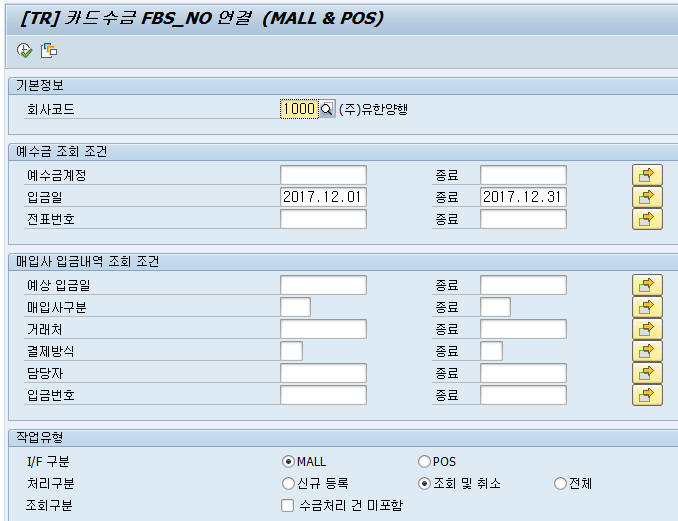 [TR] 카드수금 FBS_NO 연결 (MALL & POS)
기본정보
회사코드 1000 (주)유한양행
예수금 조회 조건
예수금계정 종료
입금일 2017.12.01 종료 2017.12.31
전표번호 종료
매입사 입금내역 조회 조건
예상 입금일 종료
매입사구분 종료
거래처 종료
결제방식 종료
담당자 종료
입금번호 종료
작업유형
I/F 구분 MALL POS
처리구분 신규 등록 조회 및 취소 전체
조회구분 수금처리 건 미포함